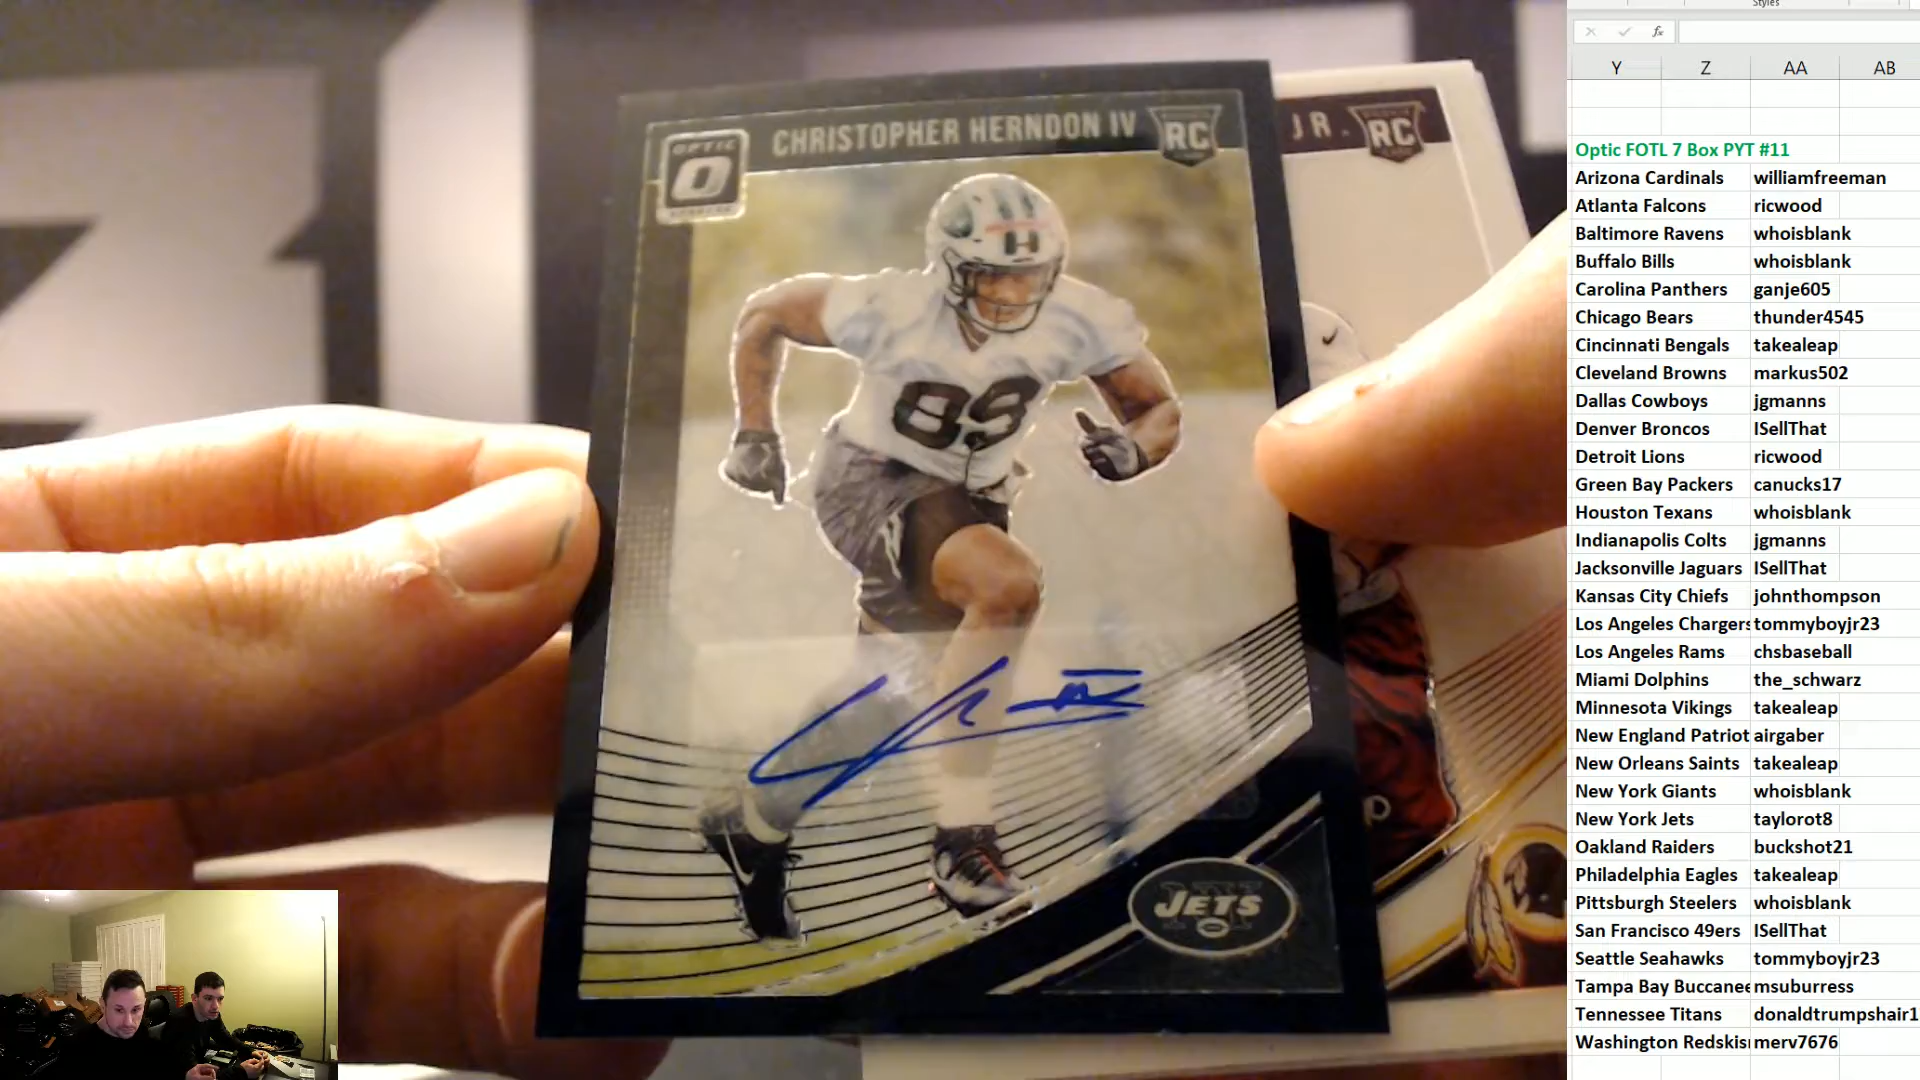 CHRISTOPHER HERNDON IV
RC
OPTIC
O
89
H
NY
JETS
JR.
RC
Styles
fx
Y Z AA AB
Optic FOTL 7 Box PYT #11
Arizona Cardinals williamfreeman
Atlanta Falcons ricwood
Baltimore Ravens whoisblank
Buffalo Bills whoisblank
Carolina Panthers ganje605
Chicago Bears thunder4545
Cincinnati Bengals takealeap
Cleveland Browns markus502
Dallas Cowboys jgmanns
Denver Broncos ISellThat
Detroit Lions ricwood
Green Bay Packers canucks17
Houston Texans whoisblank
Indianapolis Colts jgmanns
Jacksonville Jaguars ISellThat
Kansas City Chiefs johnthompson
Los Angeles Chargers tommyboyjr23
Los Angeles Rams chsbaseball
Miami Dolphins the_schwarz
Minnesota Vikings takealeap
New England Patriot airgaber
New Orleans Saints takealeap
New York Giants whoisblank
New York Jets taylorot8
Oakland Raiders buckshot21
Philadelphia Eagles takealeap
Pittsburgh Steelers whoisblank
San Francisco 49ers ISellThat
Seattle Seahawks tommyboyjr23
Tampa Bay Buccanee msuburress
Tennessee Titans donaldtrumpshair1
Washington Redskis merv7676